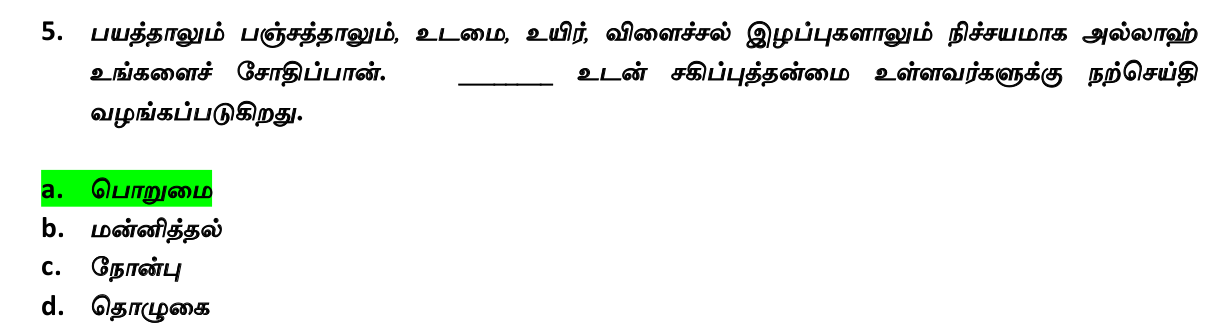 5. பயத்தாலும் பஞ்சத்தாலும், உடமை, உயிர், விளைச்சல் இழப்புகளாலும் நிச்சயமாக அல்லாஹ்
உங்களைச் சோதிப்பான். ________ உடன் சகிப்புத்தன்மை உள்ளவர்களுக்கு நற்செய்தி
வழங்கப்படுகிறது.
a. பொறுமை
b. மன்னித்தல்
c. நோன்பு
d. தொழுகை